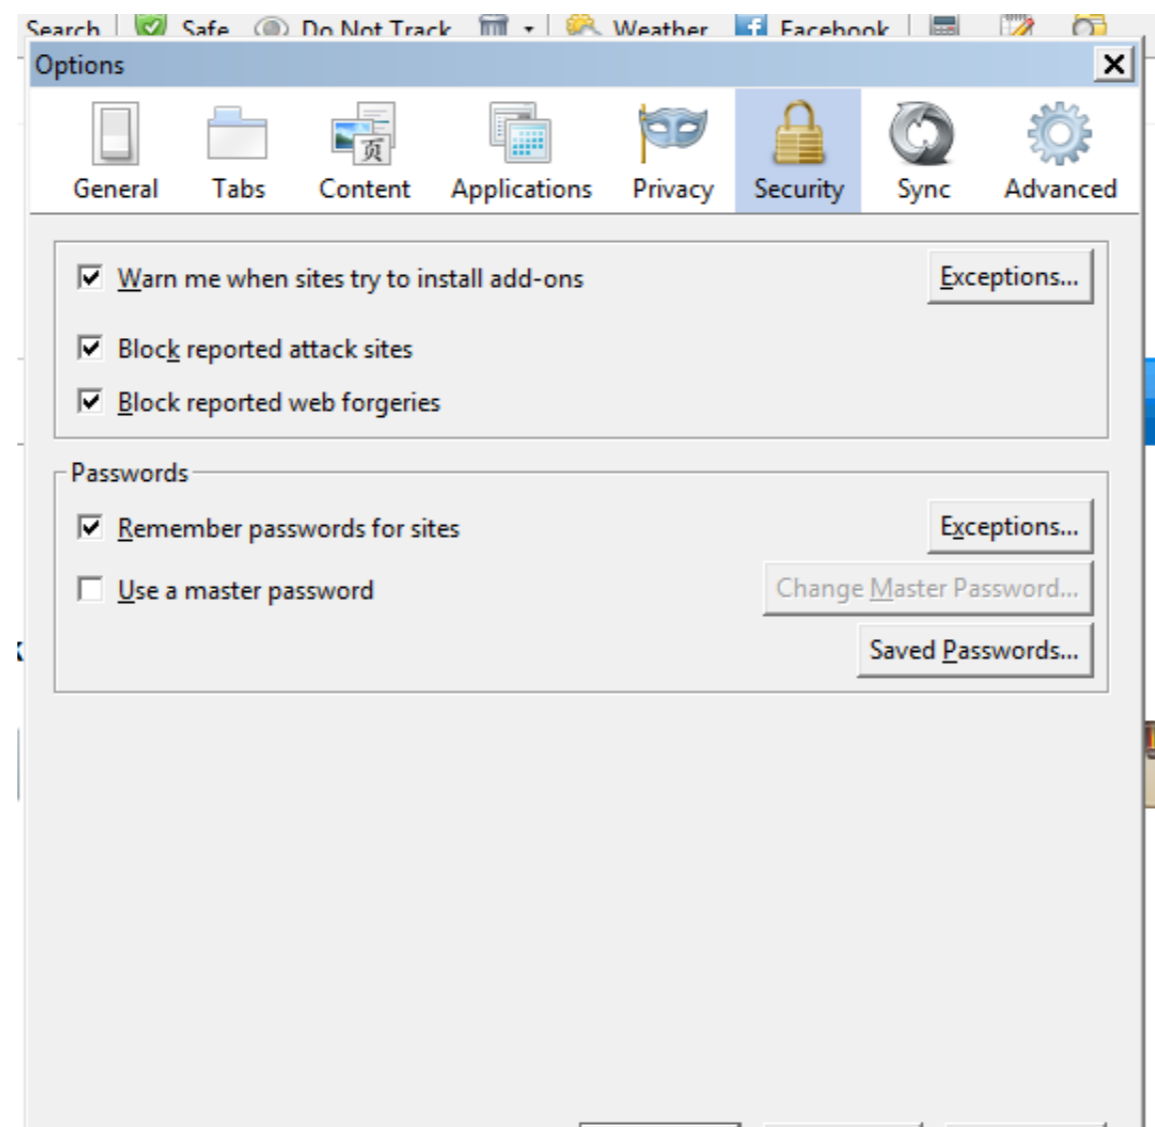 Search Safe Do Not Track Weather Facebook
Options
页
General Tabs Content Applications Privacy Security Sync Advanced
Warn me when sites try to install add-ons Exceptions...
Block reported attack sites
Block reported web forgeries
Passwords
Remember passwords for sites Exceptions...
Use a master password Change Master Password...
Saved Passwords...